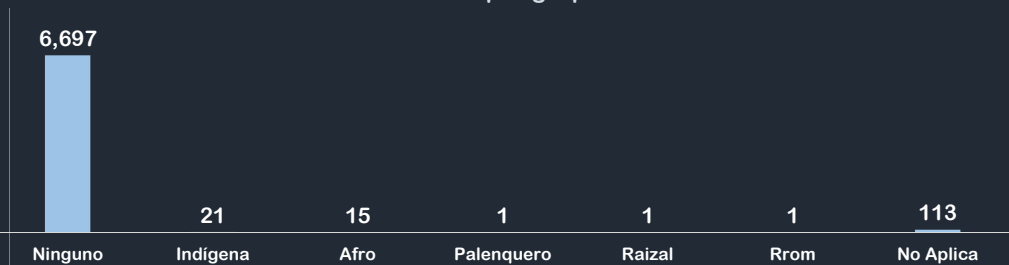 6,697
21
15
1
1
1
113
Ninguno
Indígena
Afro
Palenquero
Raizal
Rrom
No Aplica